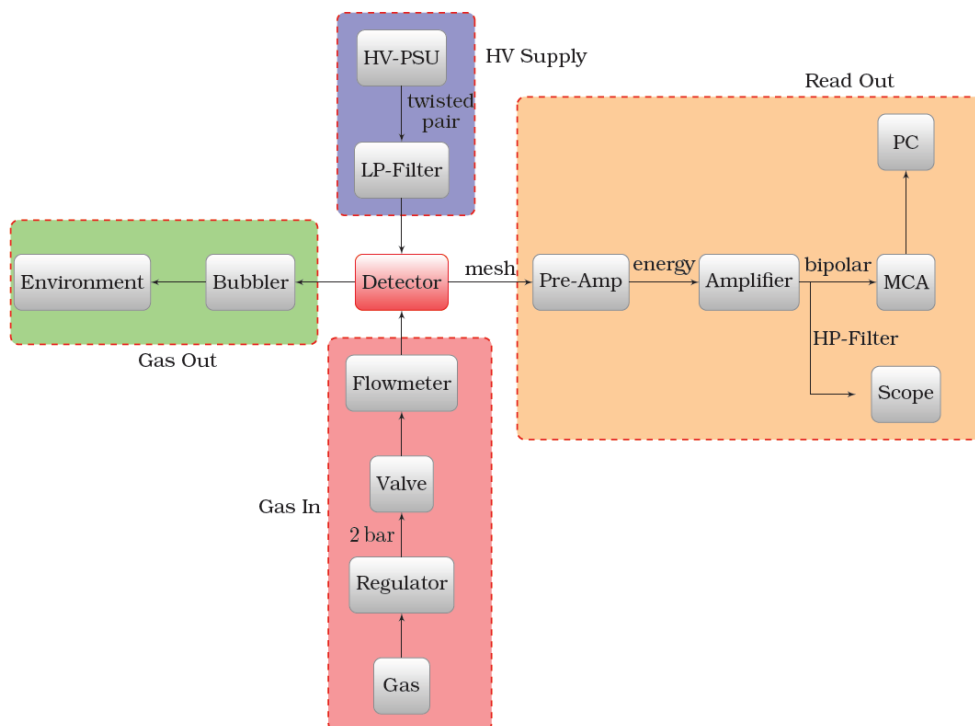 HV-PSU
HV Supply
twisted
pair
LP-Filter
Read Out
PC
Environment
Bubbler
Detector
mesh
Pre-Amp
energy
Amplifier
bipolar
MCA
Gas Out
HP-Filter
Scope
Flowmeter
Valve
Gas In
2 bar
Regulator
Gas